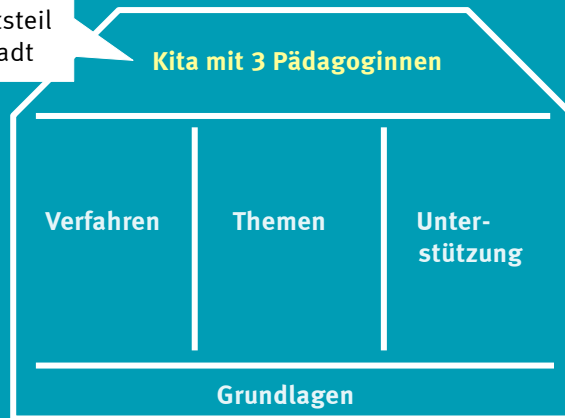 Kita mit 3 Pädagoginnen
Verfahren
Themen
Unter-
stützung
Grundlagen